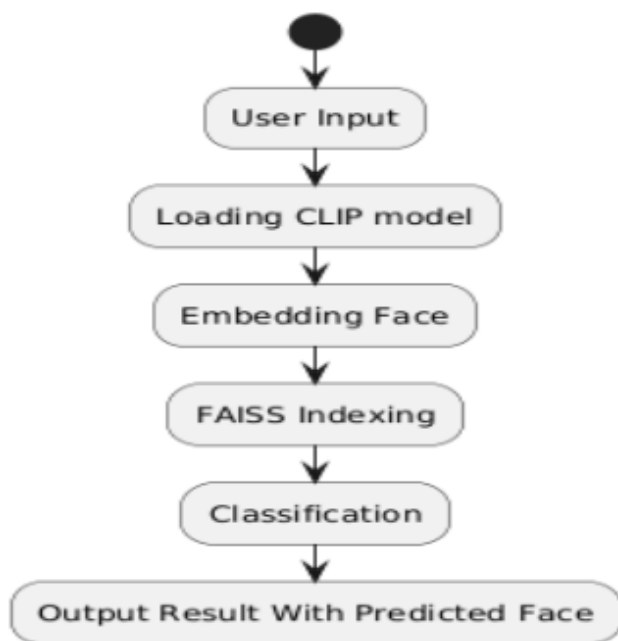 User Input
Loading CLIP model
Embedding Face
FAISS Indexing
Classification
Output Result With Predicted Face